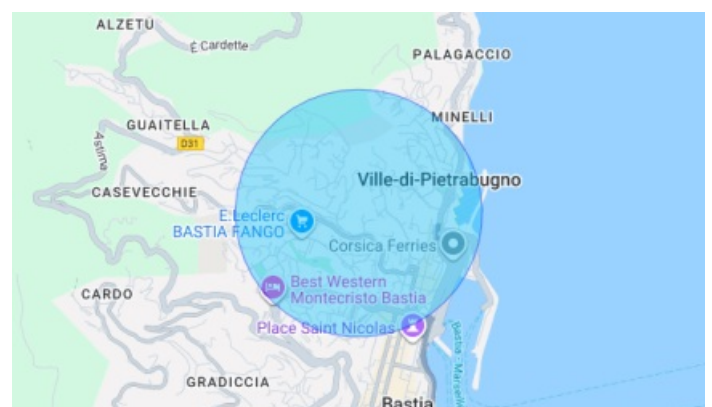 ALZETU
È Cardette
PALAGACCIO
MINELLI
GUAITELLA
D31
Astima
Ville-di-Pietrabugno
CASEVECCHIE
E.Leclerc
BASTIA FANGO
Corsica Ferries
Best Western
Montecristo Bastia
CARDO
Place Saint Nicolas
Bastia - Marseille
GRADICCIA
Bastia